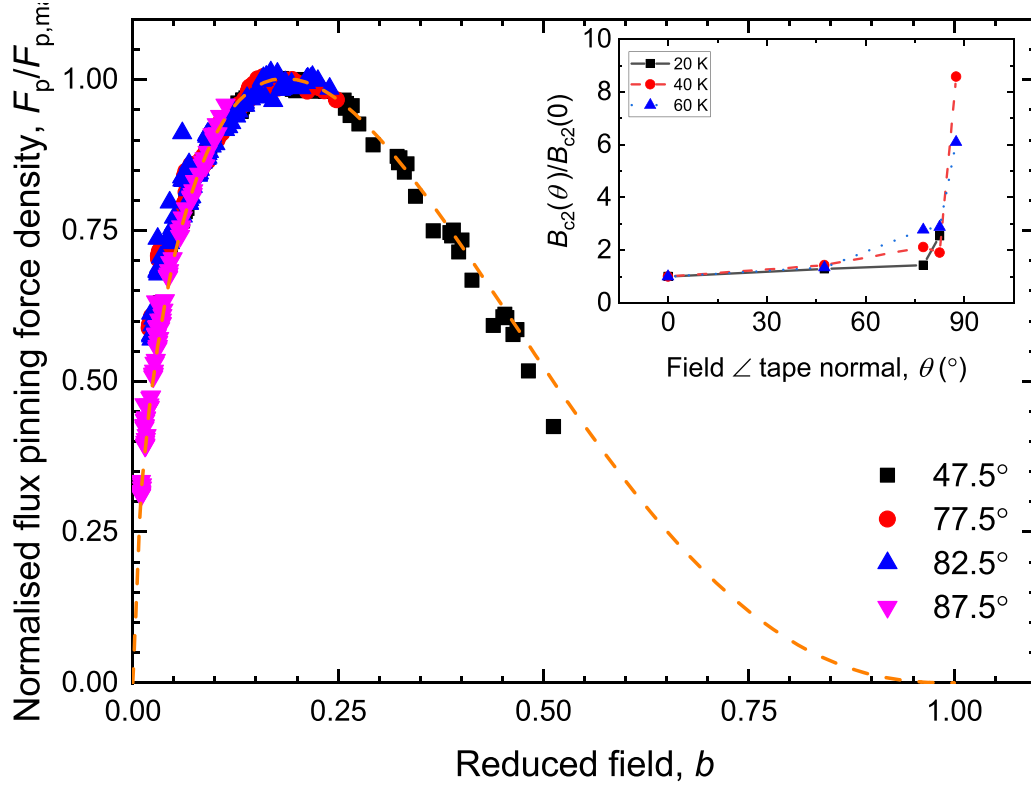 Normalised flux pinning force density, Fp/Fp,ma
1.00
0.75
0.50
0.25
0.00
0.00 0.25 0.50 0.75 1.00
Reduced field, b
47.5°
77.5°
82.5°
87.5°
Bc2(θ)/Bc2(0)
10
8
6
4
2
0
20 K
40 K
60 K
0 30 60 90
Field ∠ tape normal, θ (°)